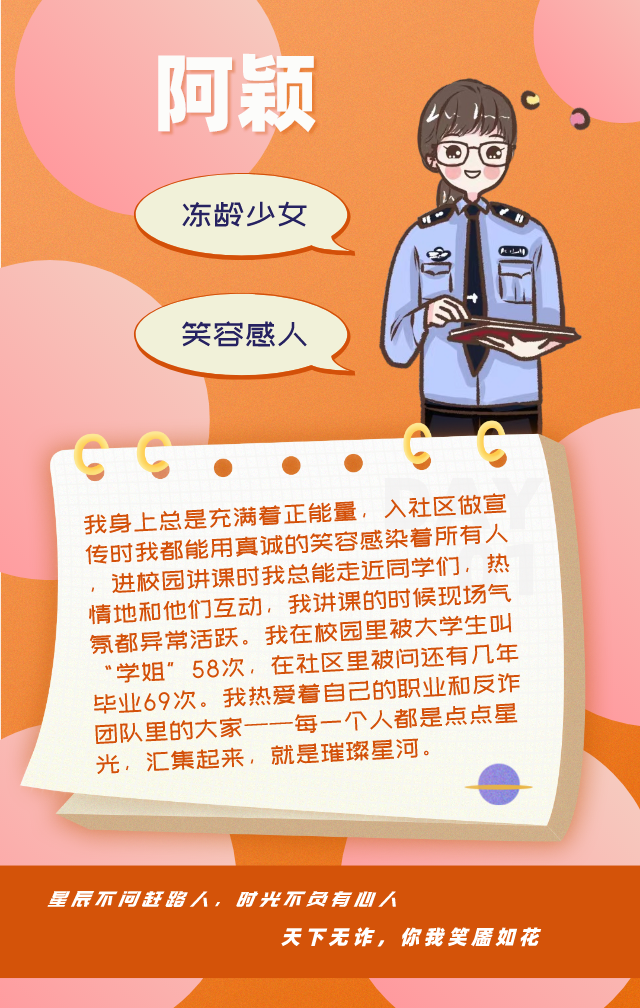 阿颖
冻龄少女
笑容感人
DAY
01
我身上总是充满着正能量，入社区做宣
传时我都能用真诚的笑容感染着所有人
，进校园讲课时我总能走近同学们，热
情地和他们互动，我讲课的时候现场气
氛都异常活跃。我在校园里被大学生叫
“学姐”58次，在社区里被问还有几年
毕业69次。我热爱着自己的职业和反诈
团队里的大家——每一个人都是点点星
光，汇集起来，就是璀璨星河。
星辰不问赶路人，时光不负有心人
天下无诈，你我笑靥如花